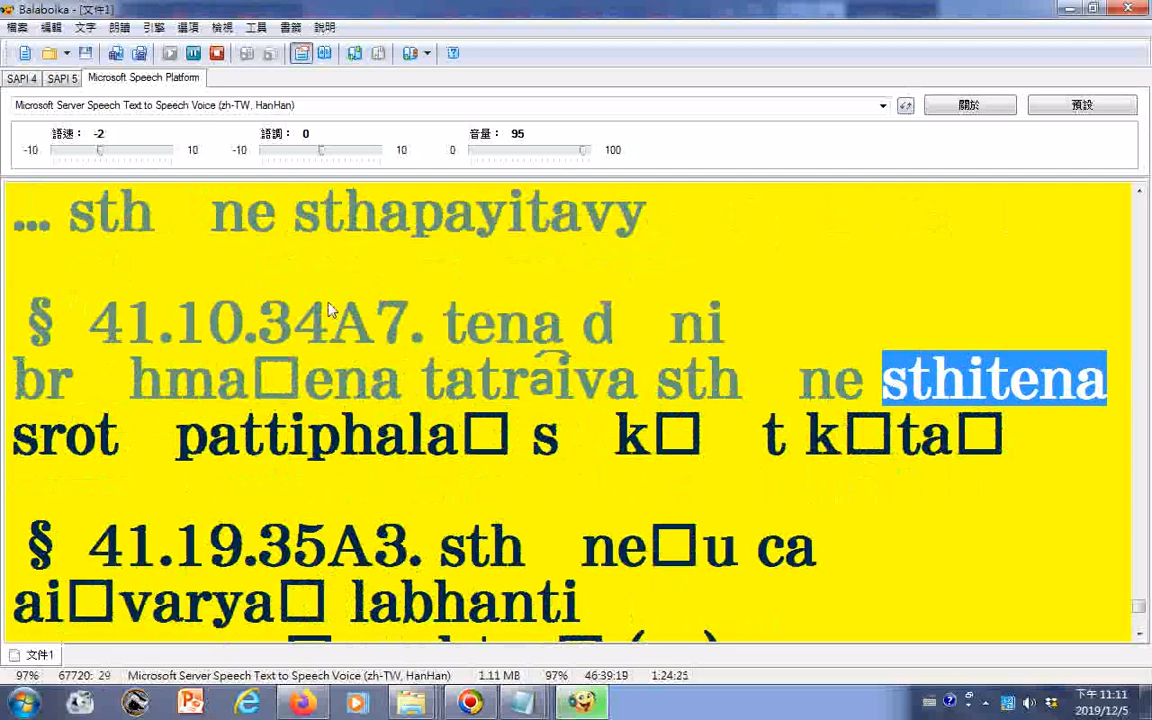 Balabolka - [文件1]
檔案 編輯 文字 朗讀 引擎 選項 檢視 工具 書籤 說明
SAPI 4 SAPI 5 Microsoft Speech Platform
Microsoft Server Speech Text to Speech Voice (zh-TW, HanHan) 關於 預設
語速： -2 語調： 0 音量： 95
-10 10 -10 10 0 100
... sth ne sthapayitavy
§ 41.10.34A7. tena d ni
br hma□ena tatraiva sth ne sthitena
srot pattiphala□ s k□ t k□ta□
§ 41.19.35A3. sth ne□u ca
ai□varya□ labhanti
文件1
97% 67720: 29 Microsoft Server Speech Text to Speech Voice (zh-TW, HanHan) 1.11 MB 97% 46:39:19 1:24:25
下午 11:11
2019/12/5